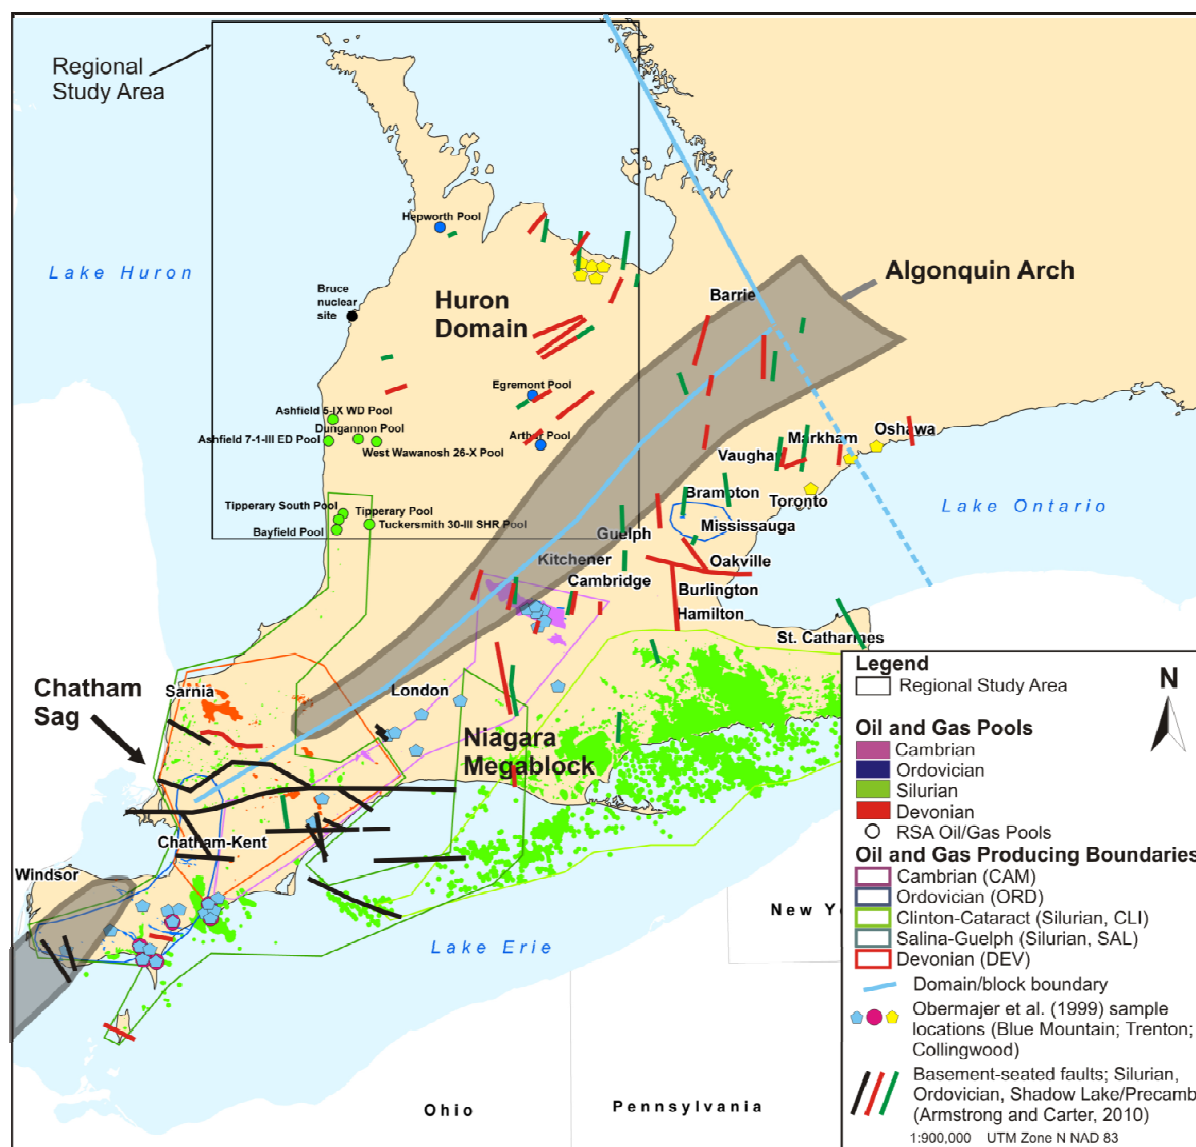 Regional
Study Area
Hepworth Pool
Lake Huron
Algonquin Arch
Bruce
nuclear
site
Huron
Domain
Barrie
Egremont Pool
Ashfield 5-IX WD Pool
Dungannon Pool
Ashfield 7-1-III ED Pool
West Wawanosh 26-X Pool
Arthur Pool
Oshawa
Markham
Vaughan
Brampton
Toronto
Lake Ontario
Tipperary South Pool
Tipperary Pool
Tuckersmith 30-III SHR Pool
Bayfield Pool
Mississauga
Guelph
Kitchener
Oakville
Cambridge
Burlington
Hamilton
St. Catharines
Chatham
Sag
Sarnia
London
Niagara
Megablock
Chatham-Kent
Windsor
Lake Erie
New Yo
Ohio
Pennsylvania
Legend
Regional Study Area
N
Oil and Gas Pools
Cambrian
Ordovician
Silurian
Devonian
RSA Oil/Gas Pools
Oil and Gas Producing Boundaries
Cambrian (CAM)
Ordovician (ORD)
Clinton-Cataract (Silurian, CLI)
Salina-Guelph (Silurian, SAL)
Devonian (DEV)
Domain/block boundary
Obermajer et al. (1999) sample
locations (Blue Mountain; Trenton;
Collingwood)
Basement-seated faults; Silurian,
Ordovician, Shadow Lake/Precamb
(Armstrong and Carter, 2010)
1:900,000 UTM Zone N NAD 83